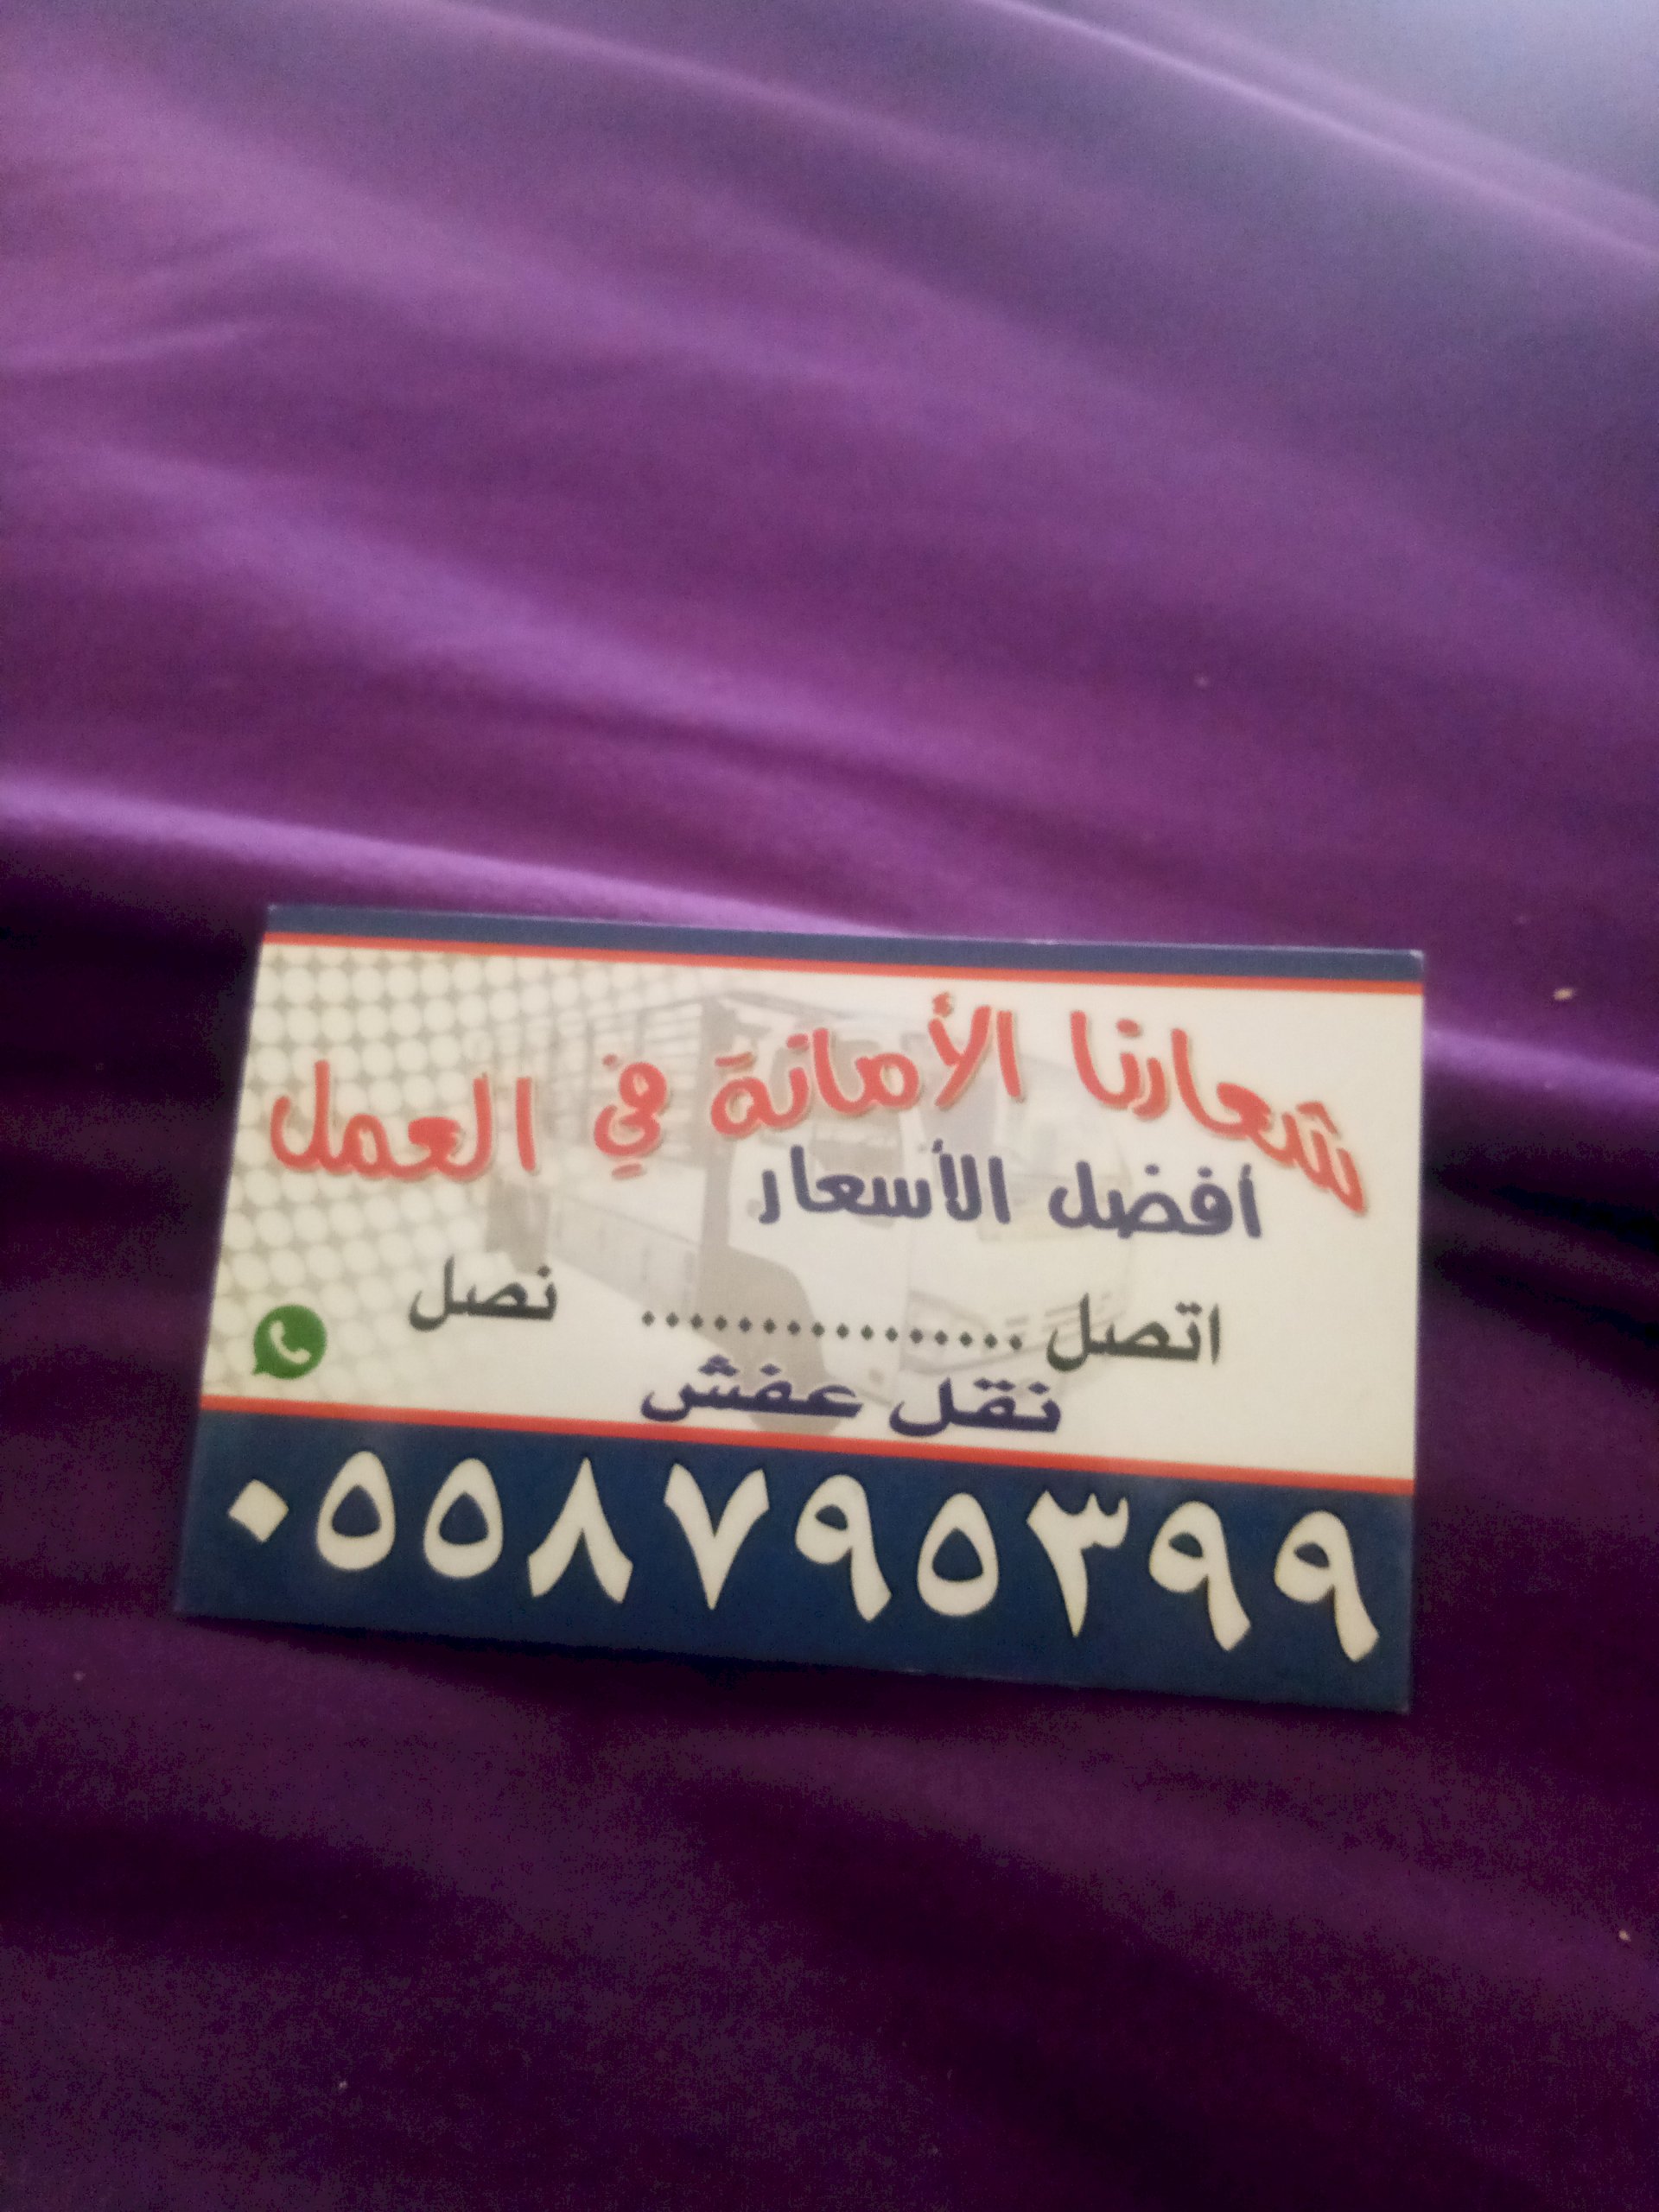 شعارنا الأمانة في العمل
أفضل الأسعار
اتصل ................ نصل
نقل عفش
٠٥٥٨٧٩٥٣٩٩